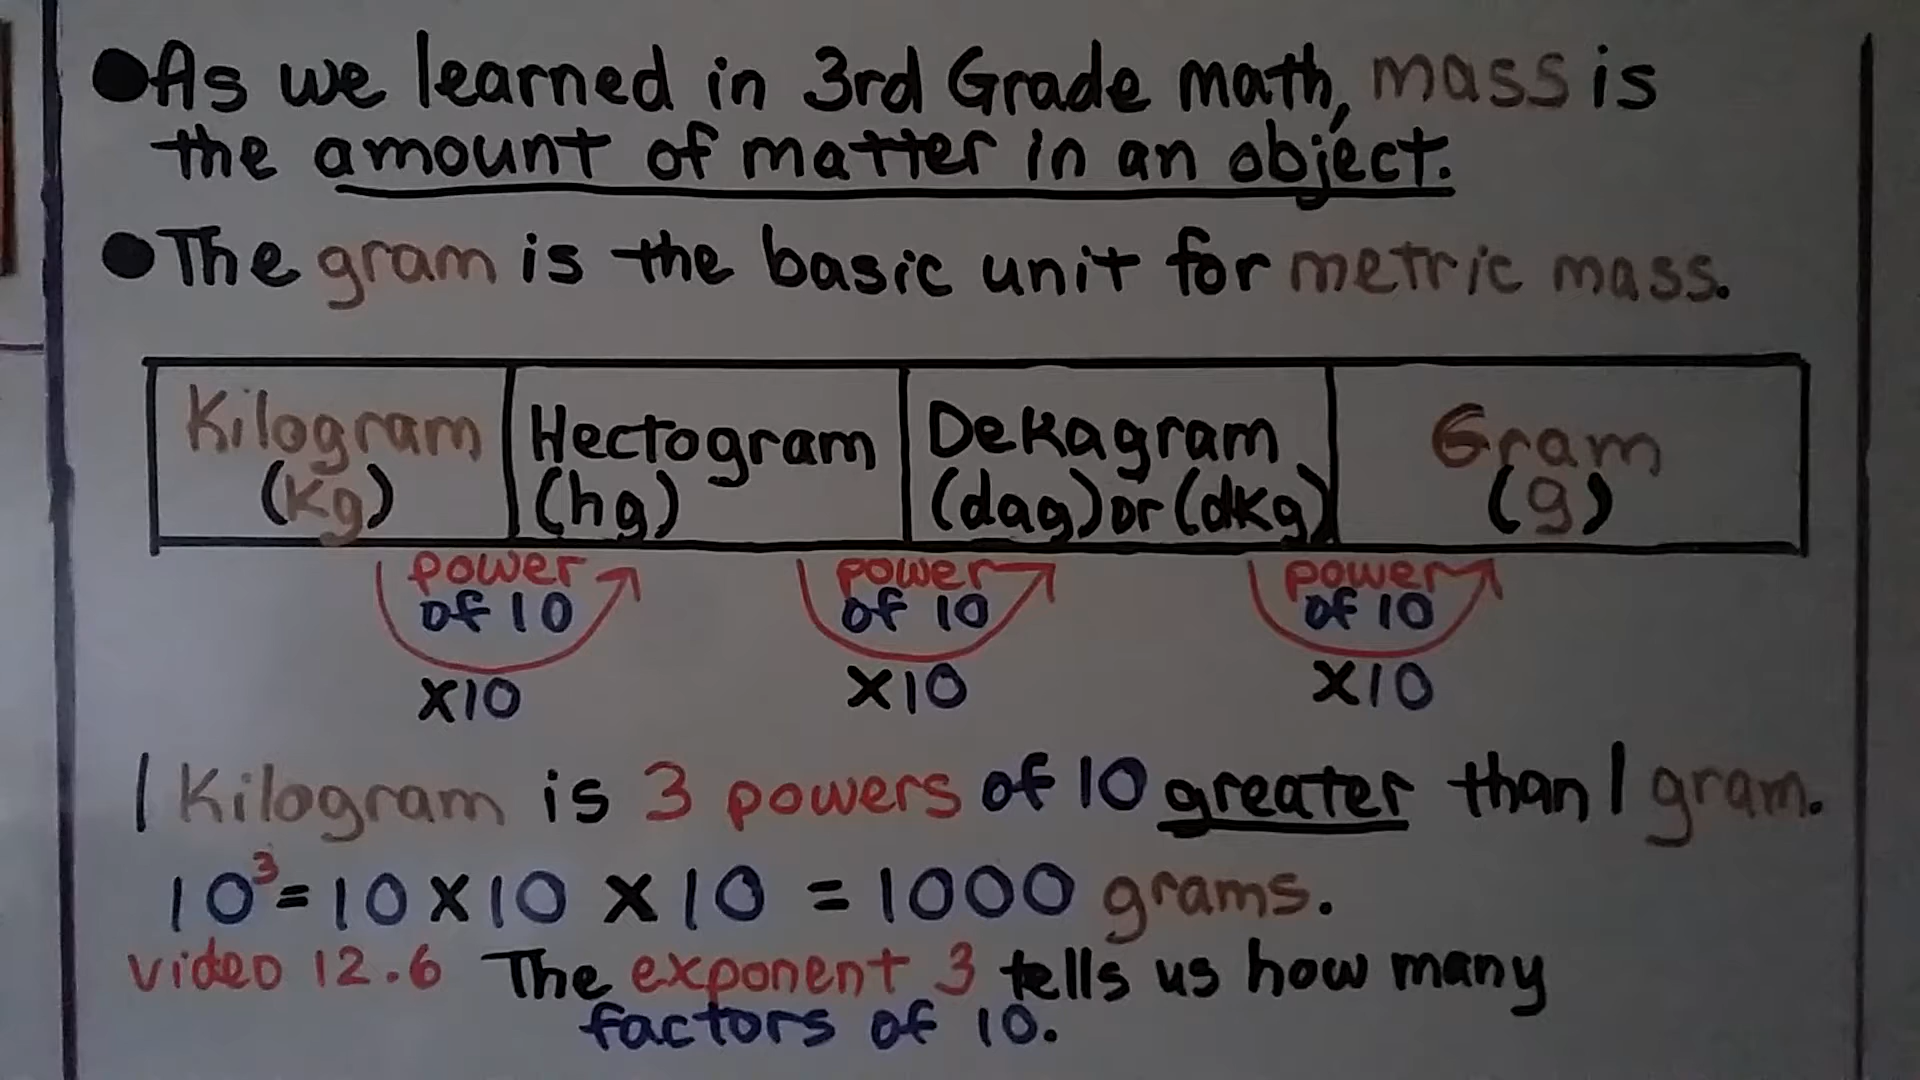 ●As we learned in 3rd Grade math, mass is
the amount of matter in an object.
●The gram is the basic unit for metric mass.
Kilogram Hectogram Dekagram Gram
(kg) (hg) (dag) or (dkg) (g)
power power power
of 10 of 10 of 10
x10 x10 x10
1 Kilogram is 3 powers of 10 greater than 1 gram.
10³ = 10 x 10 x 10 = 1000 grams.
video 12.6 The exponent 3 tells us how many
factors of 10.